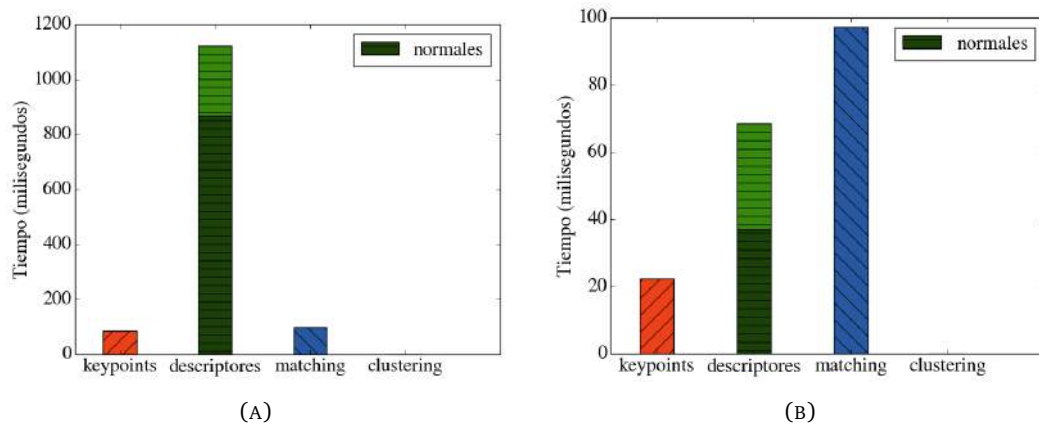 1200
1000
800
600
400
200
0
Tiempo (milisegundos)
normales
keypoints descriptores matching clustering
(A)
100
80
60
40
20
0
Tiempo (milisegundos)
normales
keypoints descriptores matching clustering
(B)